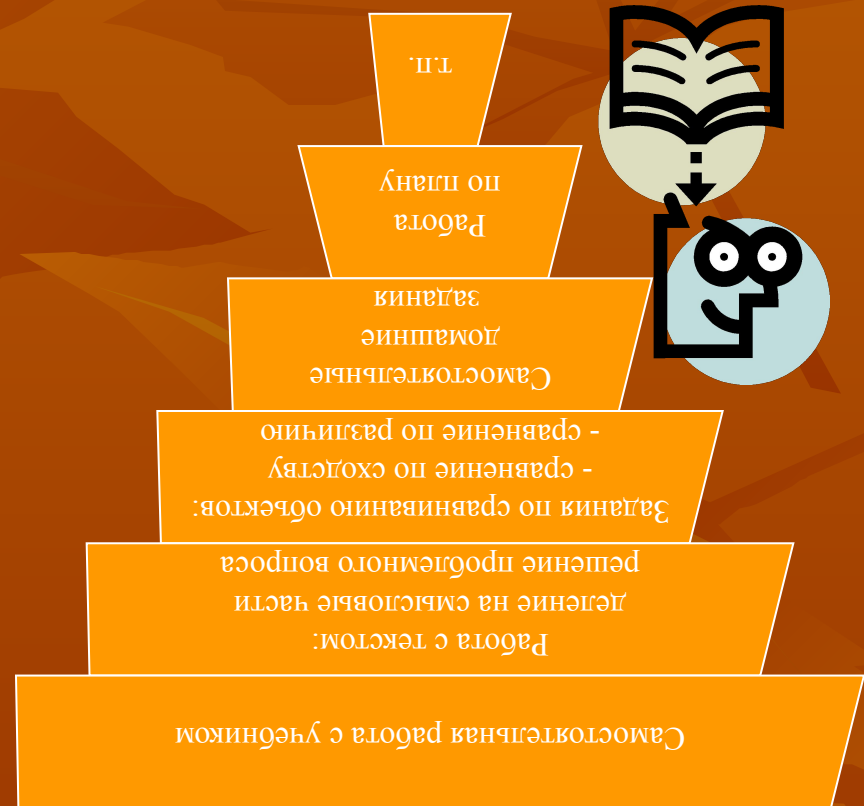 Самостоятельная работа с учебником
Работа с текстом:
деление на смысловые части
решение проблемного вопроса
Задания по сравниванию объектов:
- сравнение по сходству
- сравнение по различию
Самостоятельные
домашние
задания
Работа
по плану
т.п.